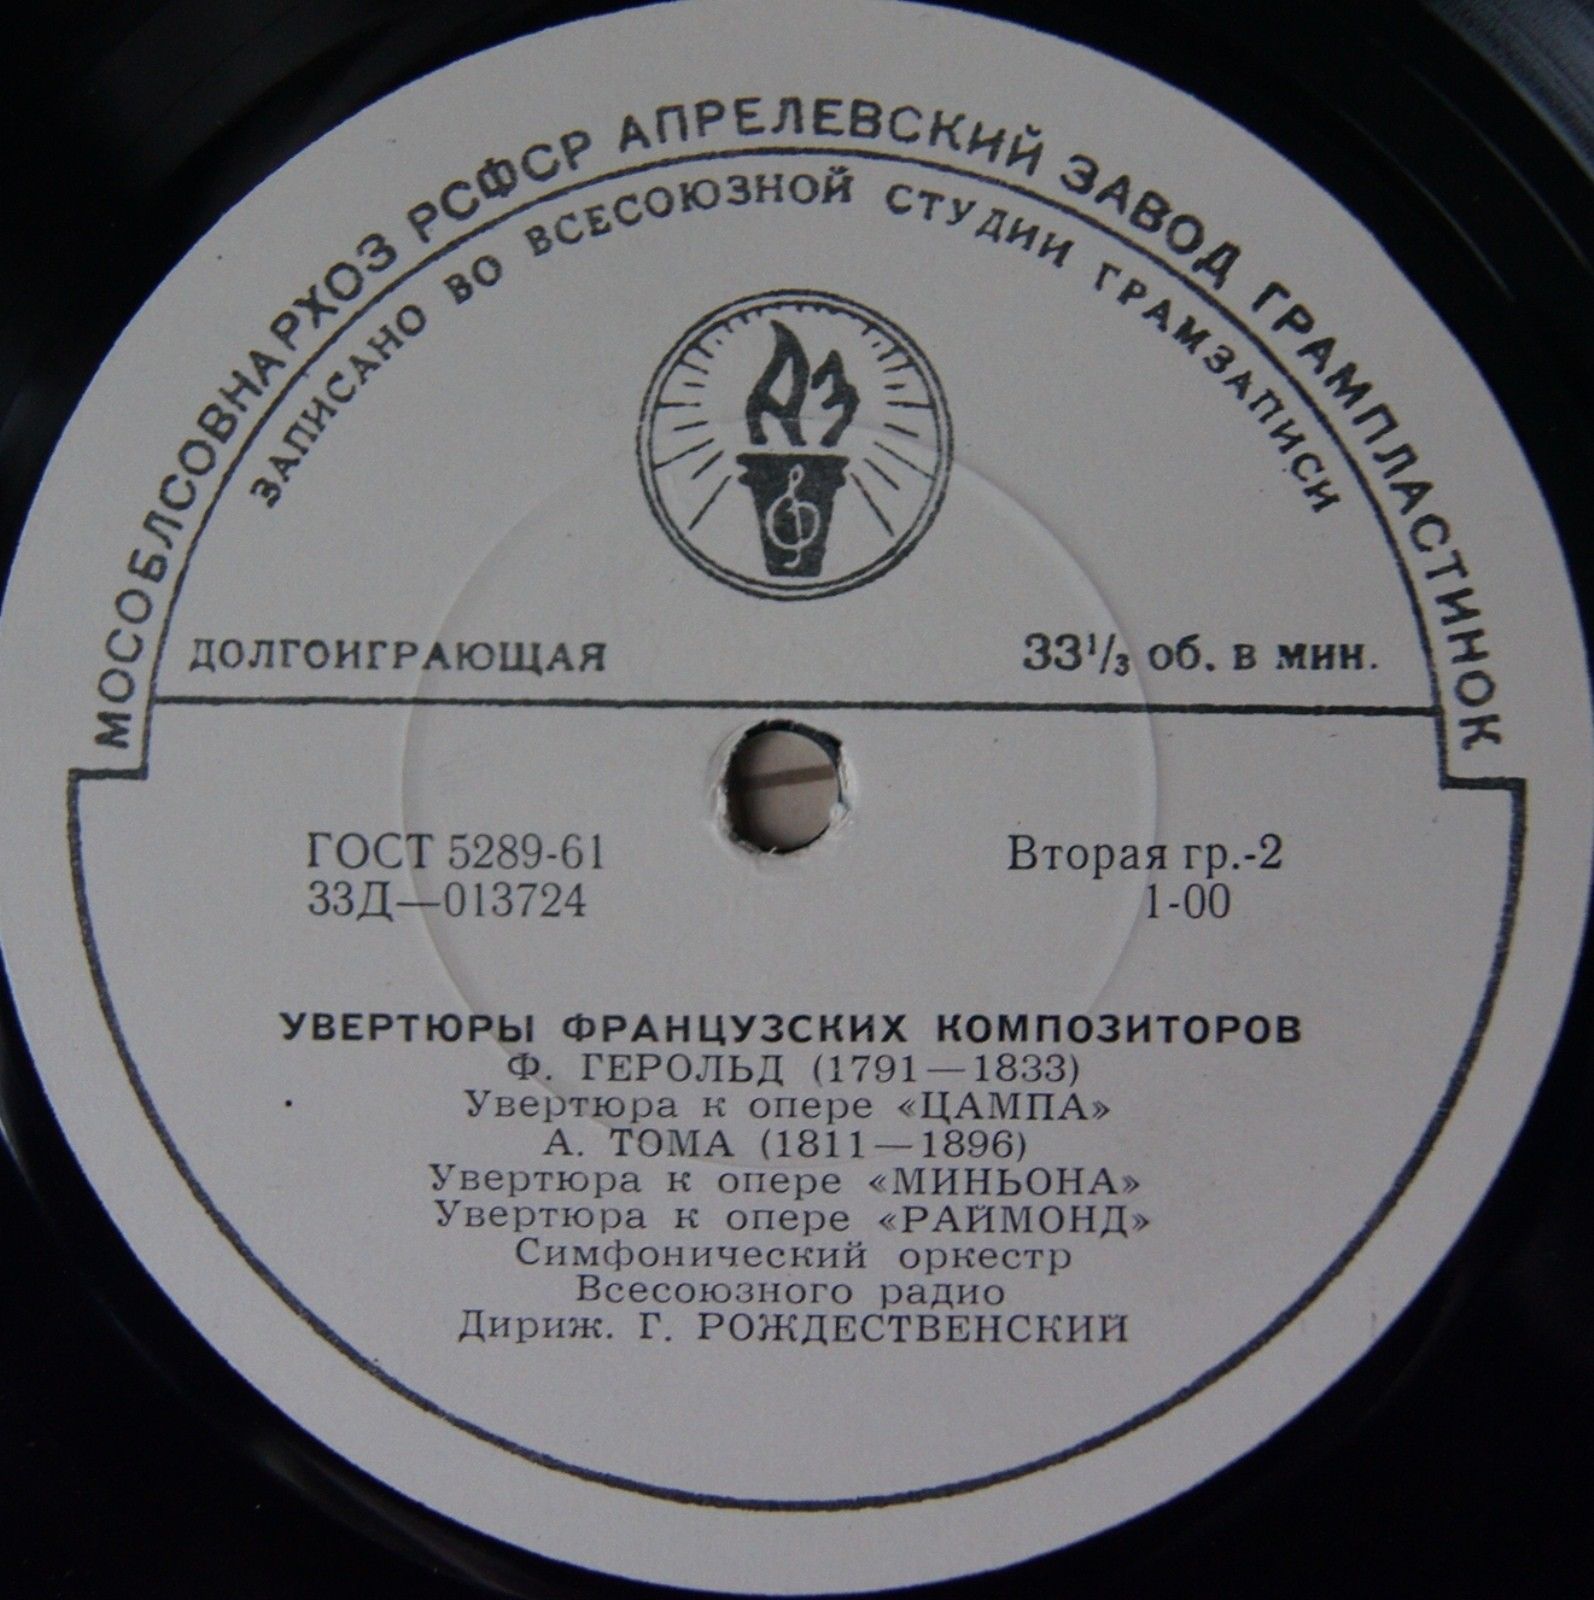 МОСОБЛСОВНАРХОЗ РСФСР АПРЕЛЕВСКИЙ ЗАВОД ГРАМПЛАСТИНОК
ЗАПИСАНО ВО ВСЕСОЮЗНОЙ СТУДИИ ГРАМЗАПИСИ
АЗ
ДОЛГОИГРАЮЩАЯ 33 1/3 об. в мин.
ГОСТ 5289-61 Вторая гр.-2
33Д—013724 1-00
УВЕРТЮРЫ ФРАНЦУЗСКИХ КОМПОЗИТОРОВ
Ф. ГЕРОЛЬД (1791—1833)
Увертюра к опере «ЦАМПА»
А. ТОМА (1811—1896)
Увертюра к опере «МИНЬОНА»
Увертюра к опере «РАЙМОНД»
Симфонический оркестр
Всесоюзного радио
Дириж. Г. РОЖДЕСТВЕНСКИЙ